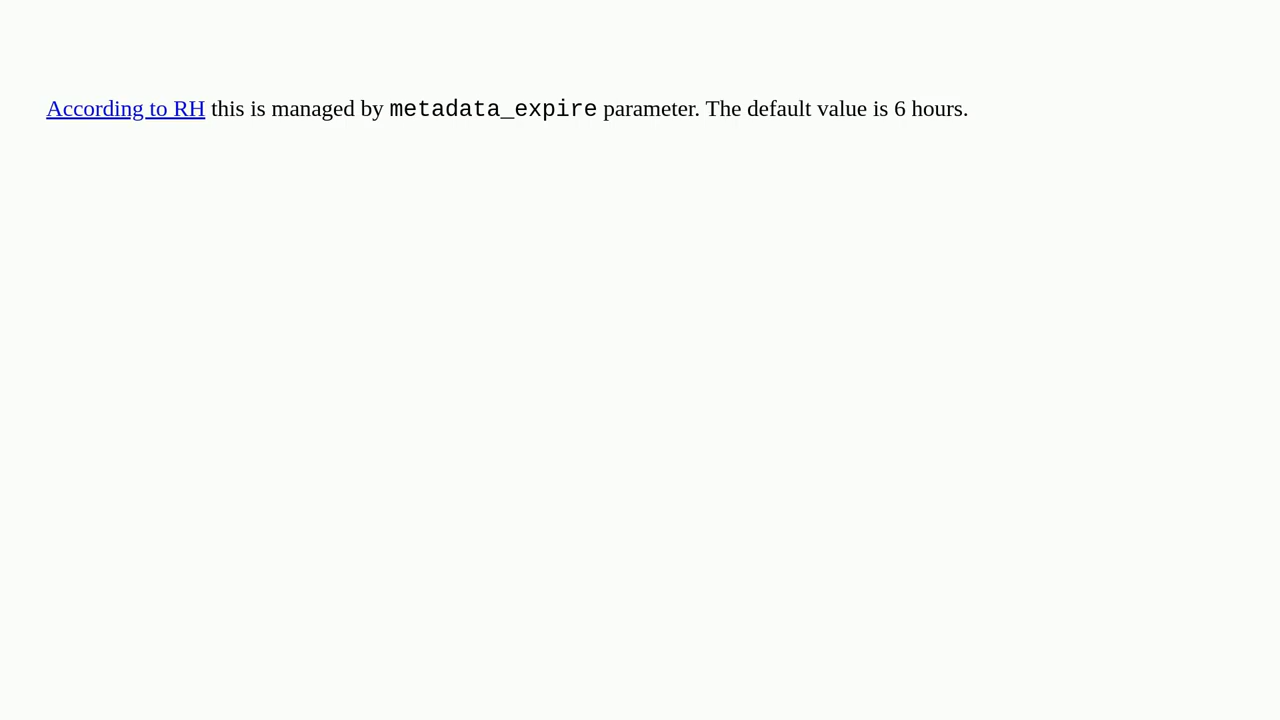 According to RH this is managed by metadata_expire parameter. The default value is 6 hours.